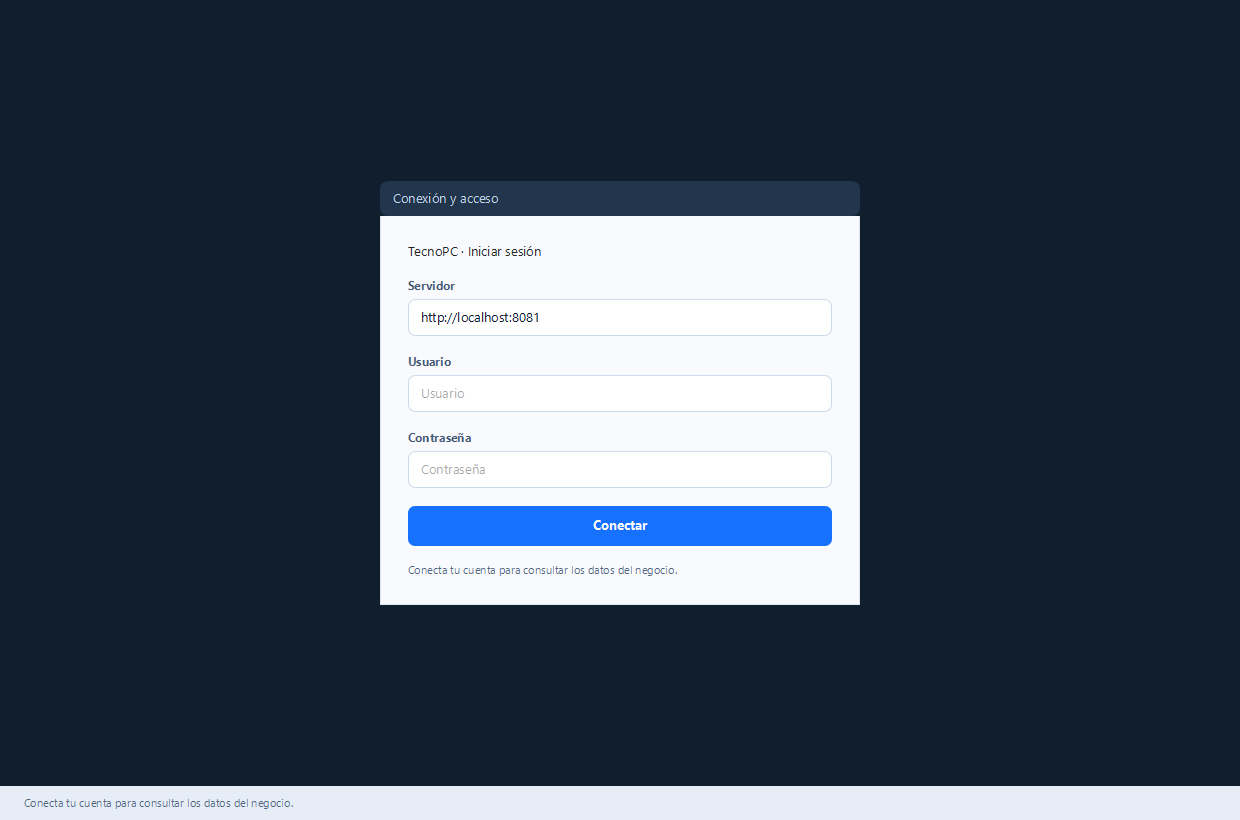 Conexión y acceso
TecnoPC · Iniciar sesión
Servidor
http://localhost:8081
Usuario
Usuario
Contraseña
Contraseña
Conectar
Conecta tu cuenta para consultar los datos del negocio.
Conecta tu cuenta para consultar los datos del negocio.